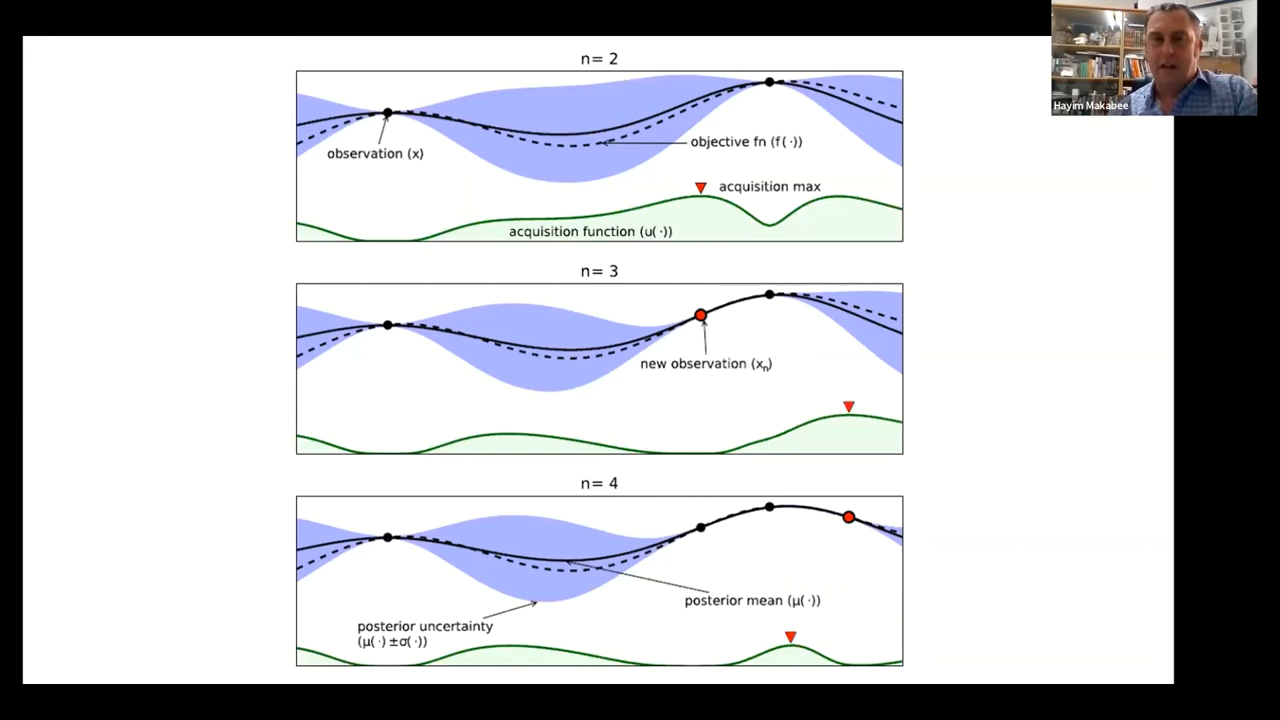 n= 2
observation (x)
objective fn (f(·))
acquisition max
acquisition function (u(·))
n= 3
new observation (xₙ)
n= 4
posterior mean (μ(·))
posterior uncertainty
(μ(·) ±σ(·))
Hayim Makabee